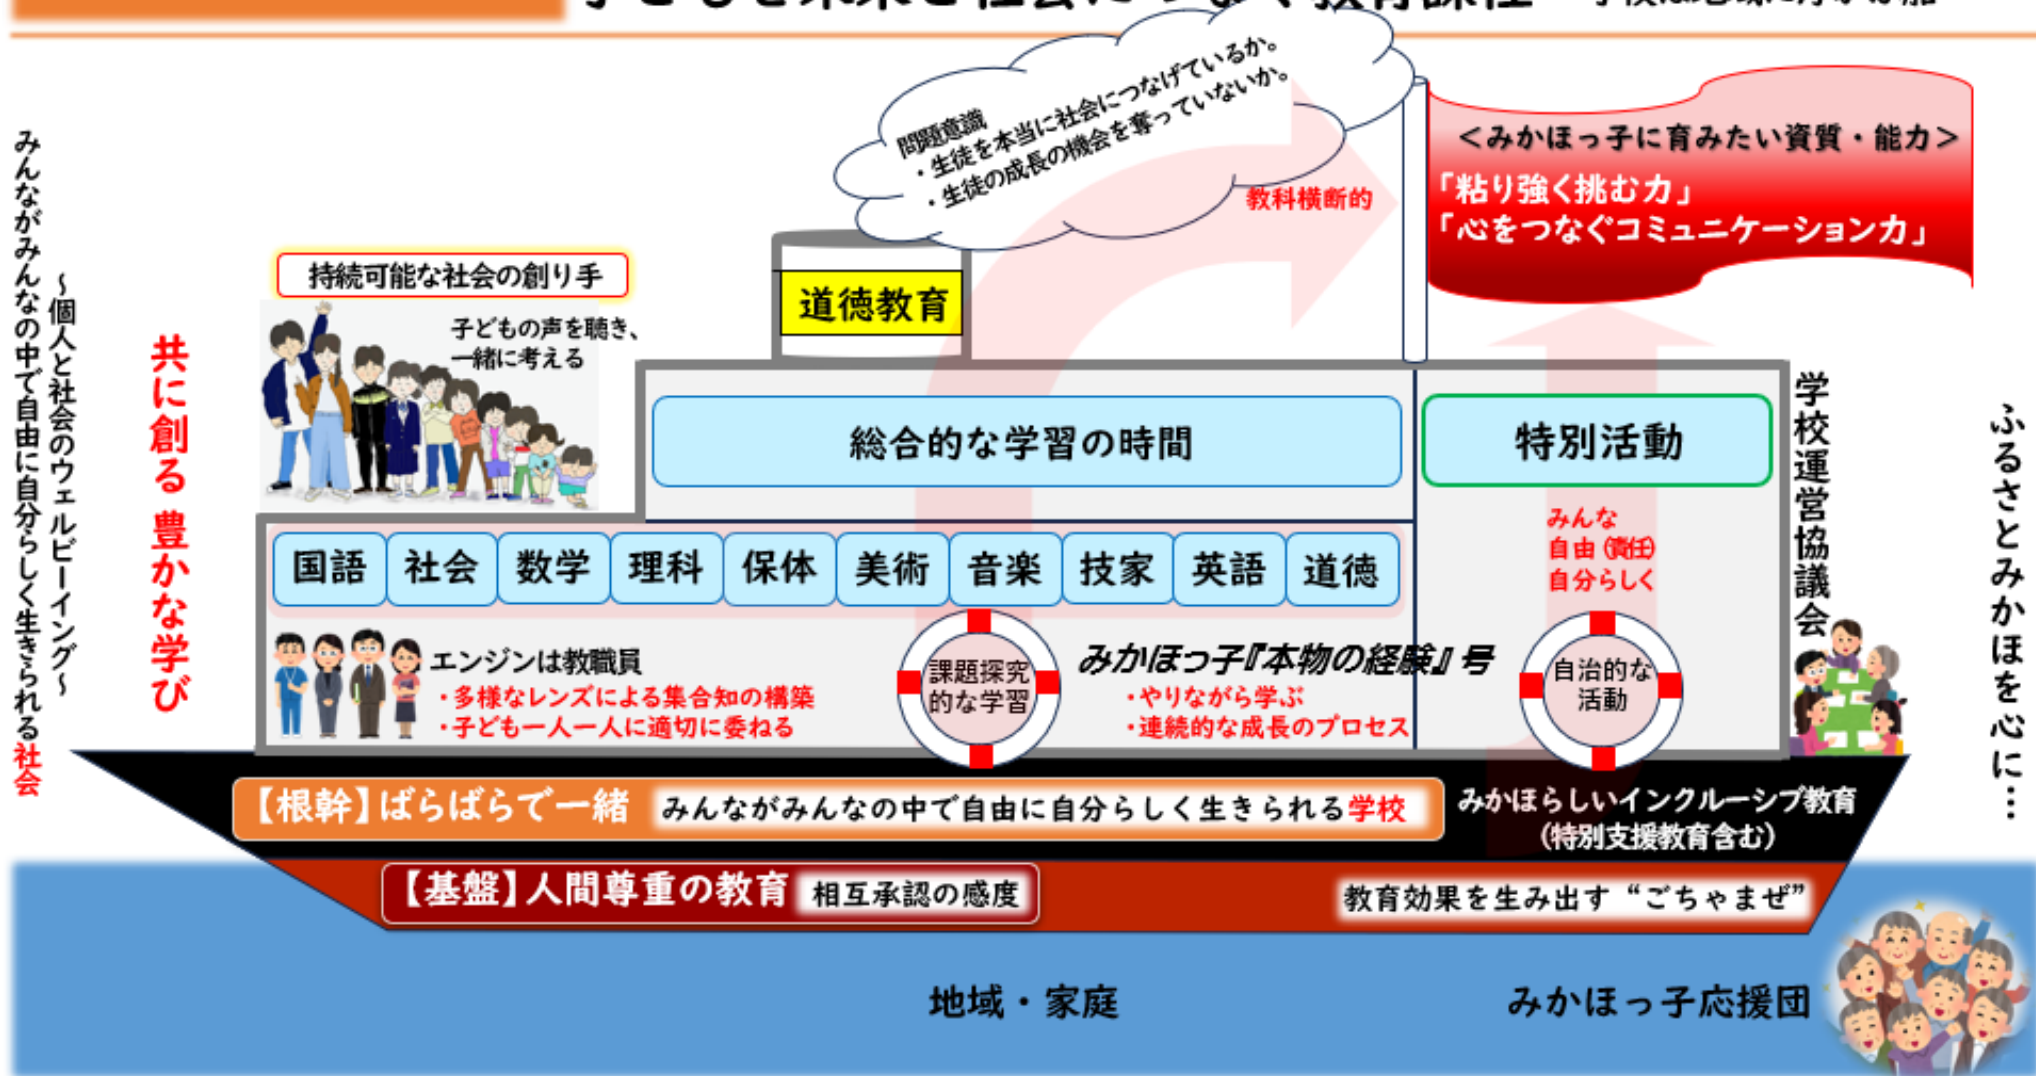 問題意識
・生徒を本当に社会につなげているか。
・生徒の成長の機会を奪っていないか。
教科横断的
＜みかほっ子に育みたい資質・能力＞
「粘り強く挑む力」
「心をつなぐコミュニケーション力」
みんながみんなの中で自由に自分らしく生きられる社会
～個人と社会のウェルビーイング～
共に創る 豊かな学び
持続可能な社会の創り手
子どもの声を聴き、
一緒に考える
道徳教育
総合的な学習の時間
特別活動
みんな
自由（責任）
自分らしく
国語 社会 数学 理科 保体 美術 音楽 技家 英語 道徳
エンジンは教職員
・多様なレンズによる集合知の構築
・子ども一人一人に適切に委ねる
課題探究
的な学習
みかほっ子『本物の経験』号
・やりながら学ぶ
・連続的な成長のプロセス
自治的な
活動
学校運営協議会
ふるさとみかほを心に…
【根幹】ばらばらで一緒 みんながみんなの中で自由に自分らしく生きられる学校
みかほらしいインクルーシブ教育
（特別支援教育含む）
【基盤】人間尊重の教育 相互承認の感度
教育効果を生み出す “ごちゃまぜ”
地域・家庭
みかほっ子応援団